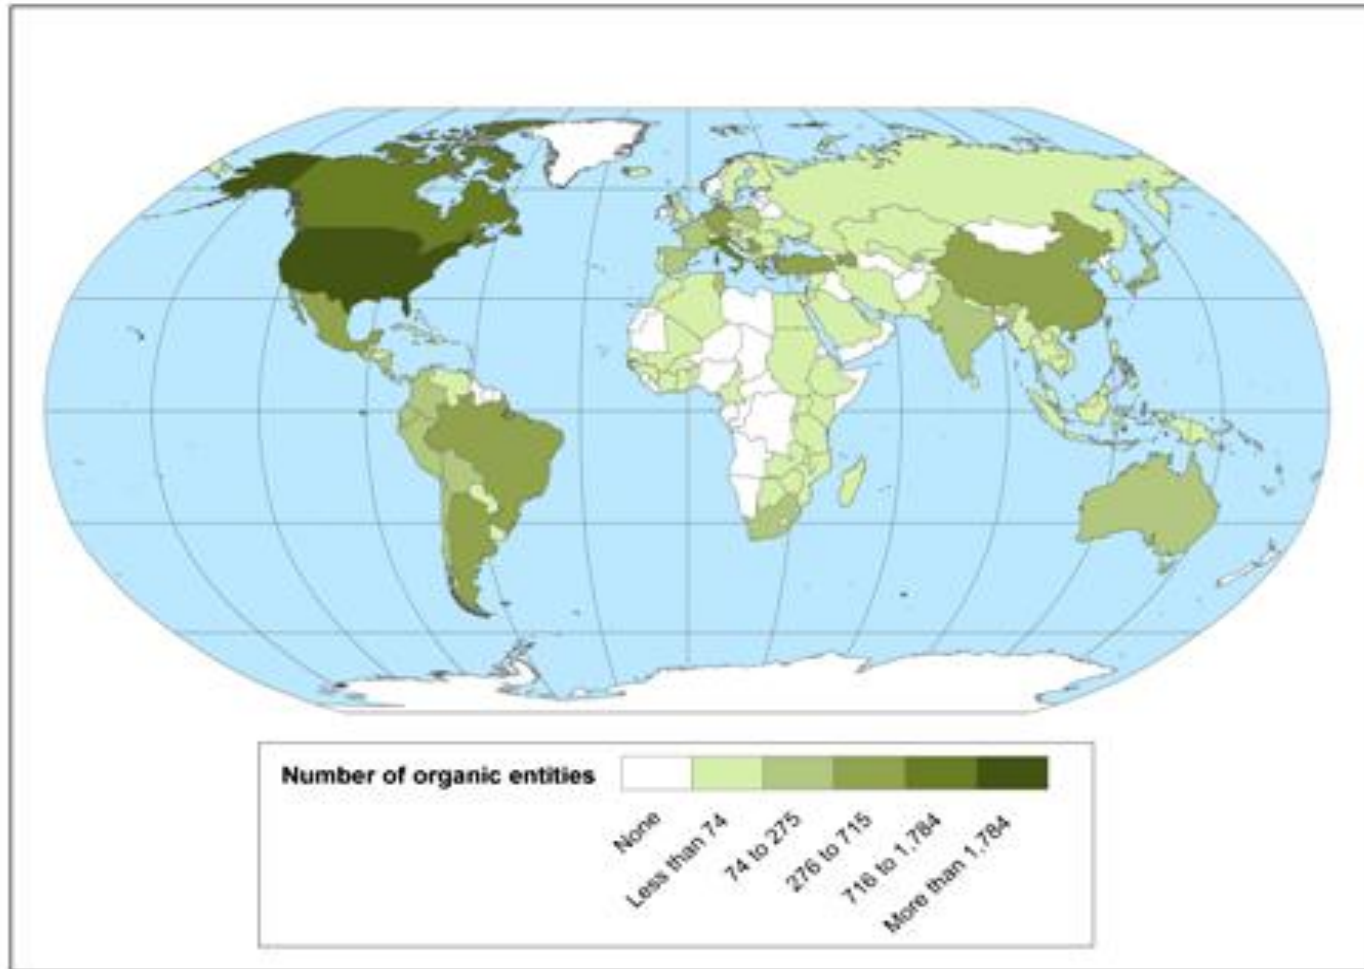 Number of organic entities
None
Less than 74
74 to 275
276 to 715
716 to 1,784
More than 1,784